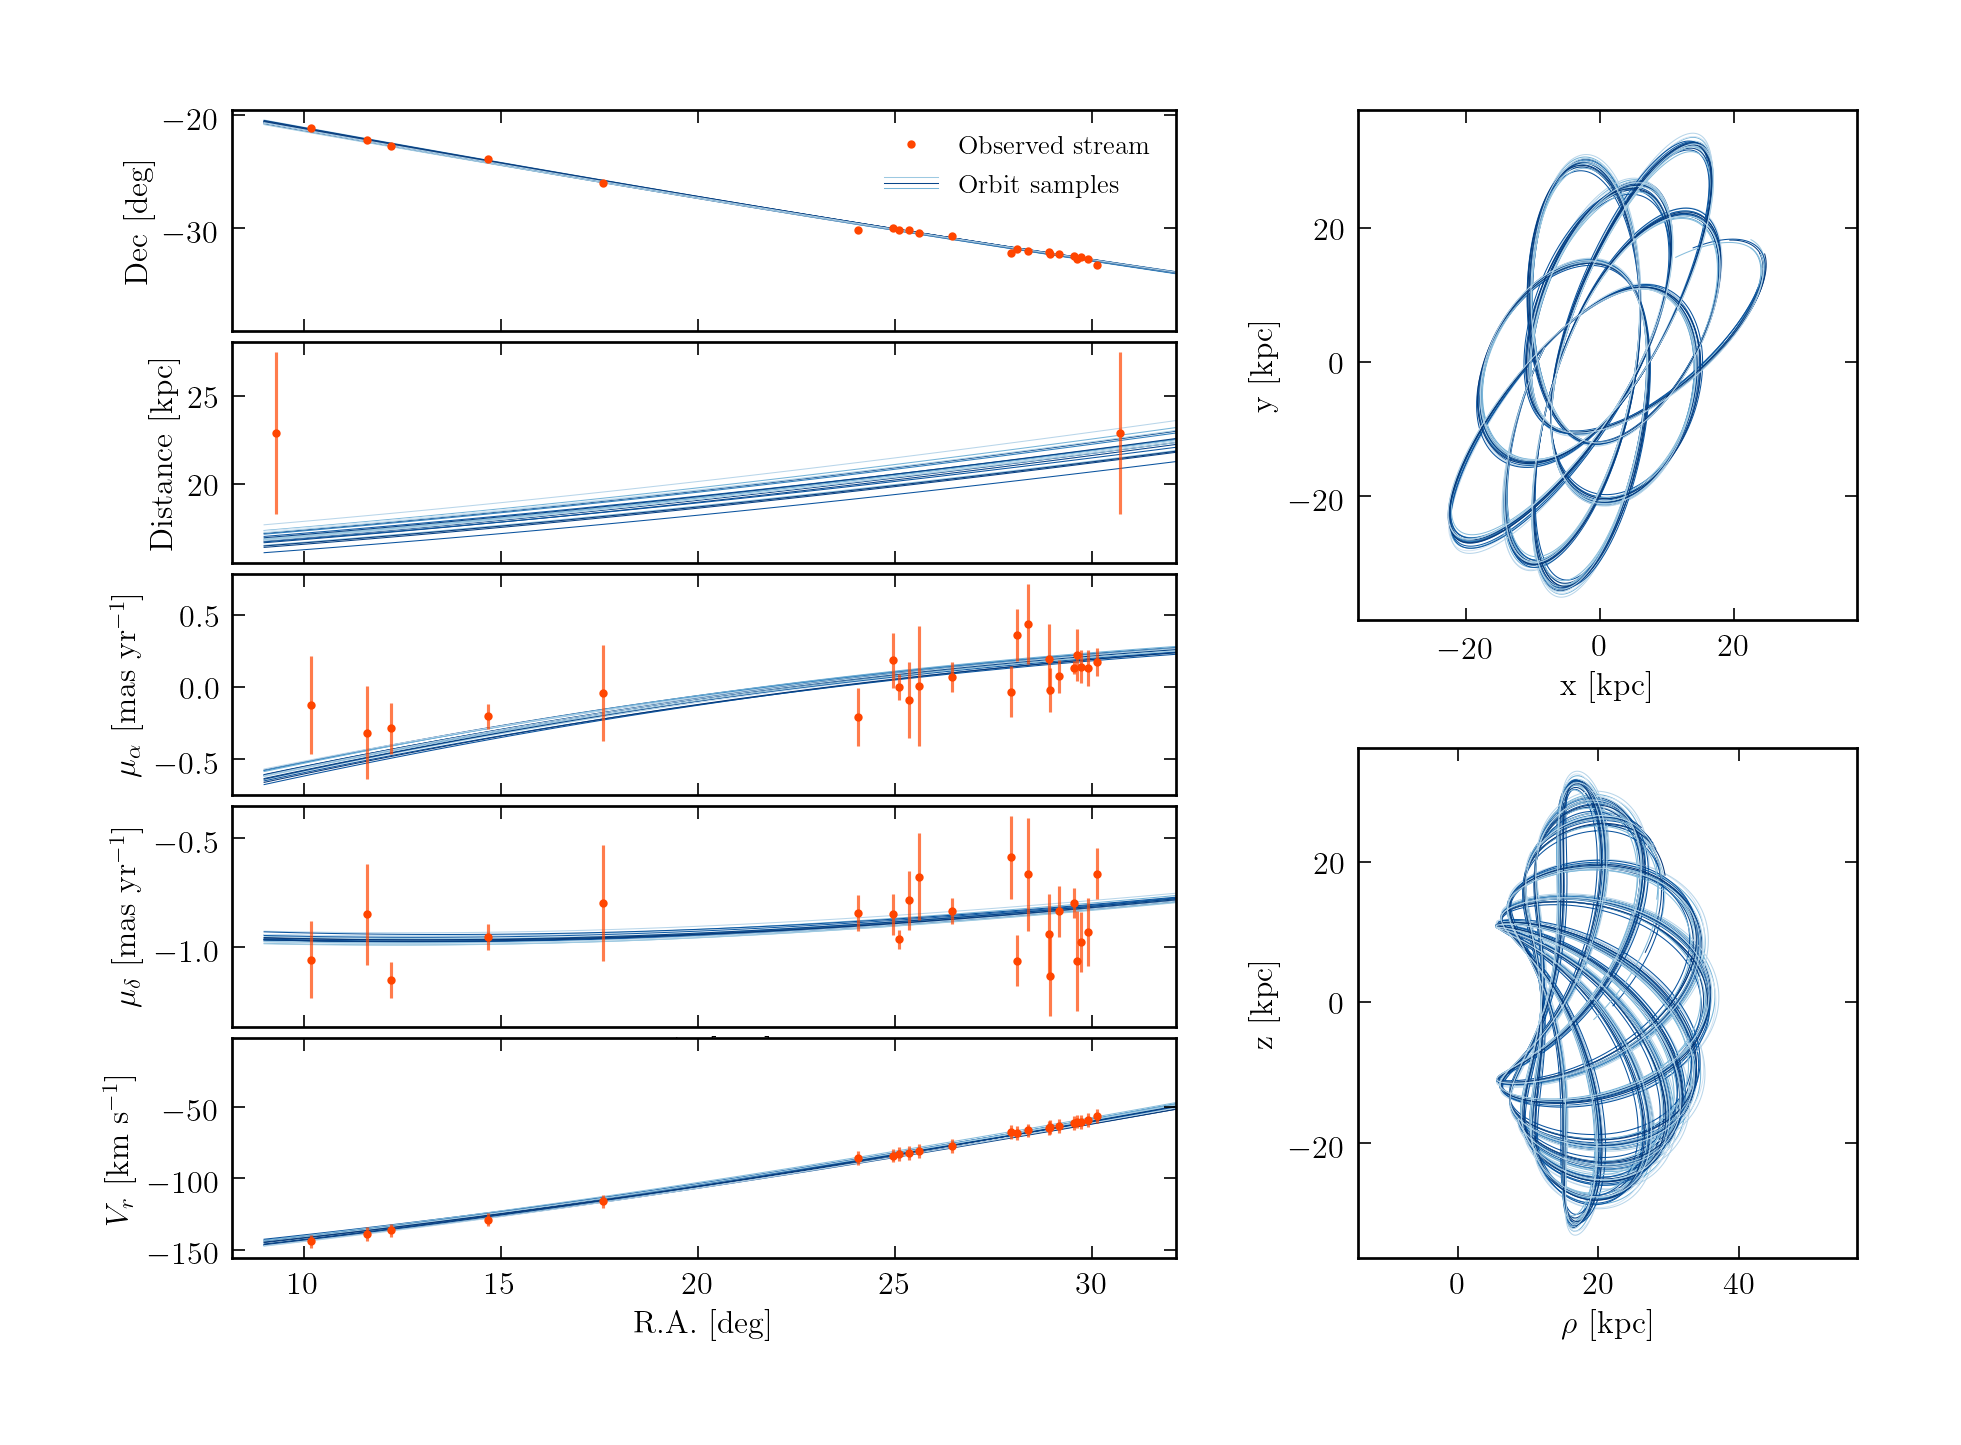 −20
−30
Dec [deg]
Observed stream
Orbit samples
25
20
Distance [kpc]
0.5
0.0
−0.5
μα [mas yr−1]
−0.5
−1.0
μδ [mas yr−1]
−50
−100
−150
Vr [km s−1]
10 15 20 25 30
R.A. [deg]
20
0
−20
y [kpc]
−20 0 20
x [kpc]
20
0
−20
z [kpc]
0 20 40
ρ [kpc]